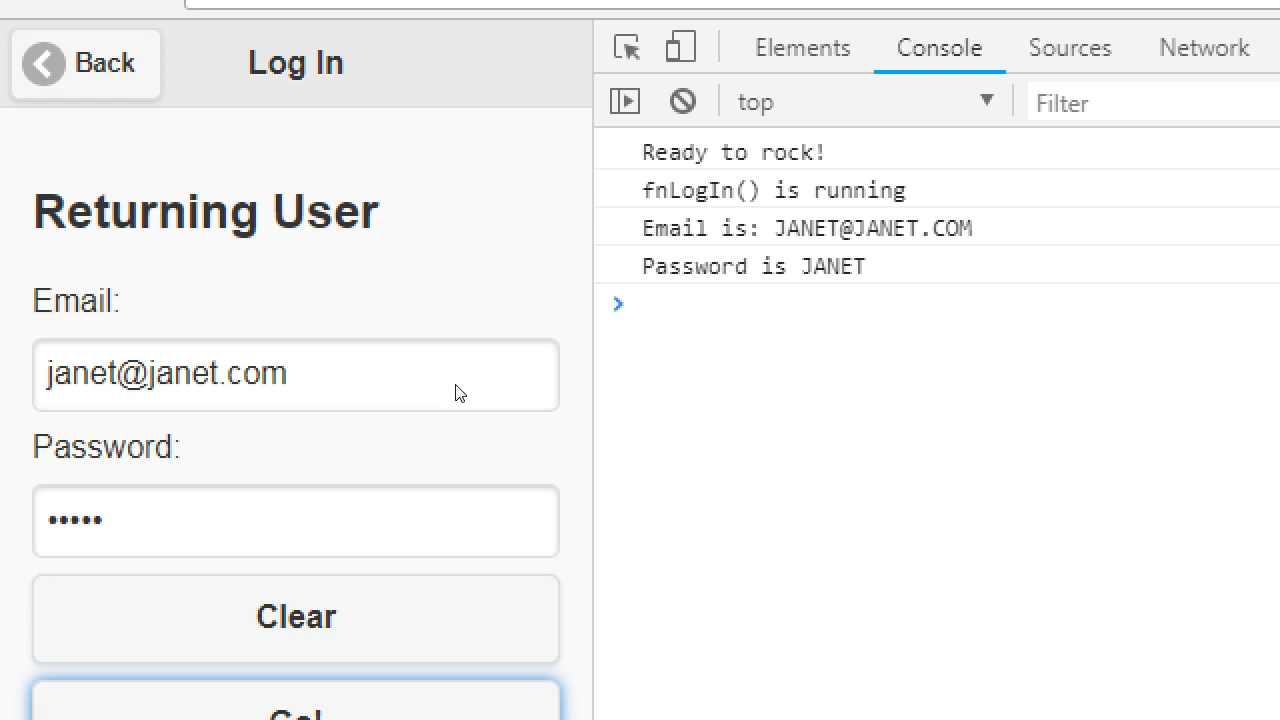 Back
Log In
Returning User
Email:
janet@janet.com
Password:
•••••
Clear
Go!
Elements Console Sources Network
top Filter
Ready to rock!
fnLogIn() is running
Email is: JANET@JANET.COM
Password is JANET
>